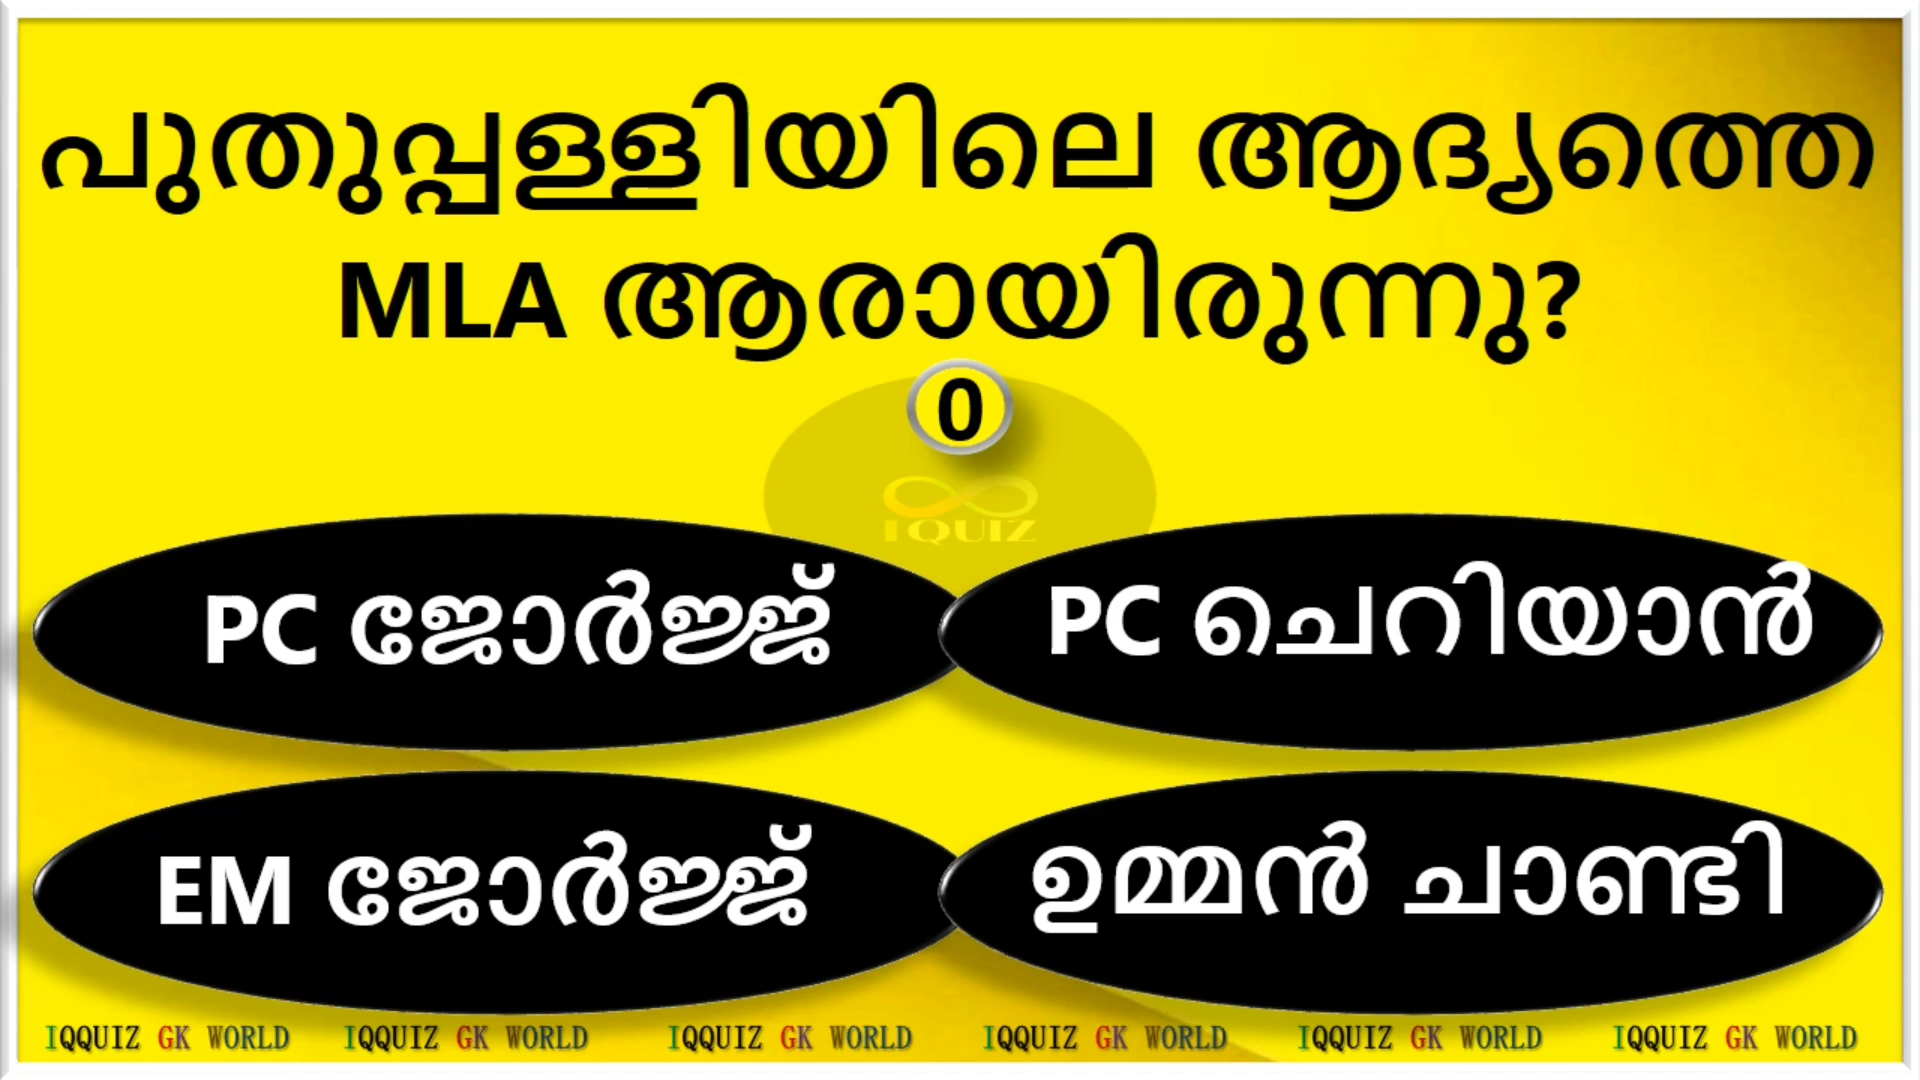 പുതുപ്പള്ളിയിലെ ആദ്യത്തെ
MLA ആരായിരുന്നു?
0
I QUIZ
PC ജോർജ്ജ്
PC ചെറിയാൻ
EM ജോർജ്ജ്
ഉമ്മൻ ചാണ്ടി
IQQUIZ GK WORLD IQQUIZ GK WORLD IQQUIZ GK WORLD IQQUIZ GK WORLD IQQUIZ GK WORLD IQQUIZ GK WORLD